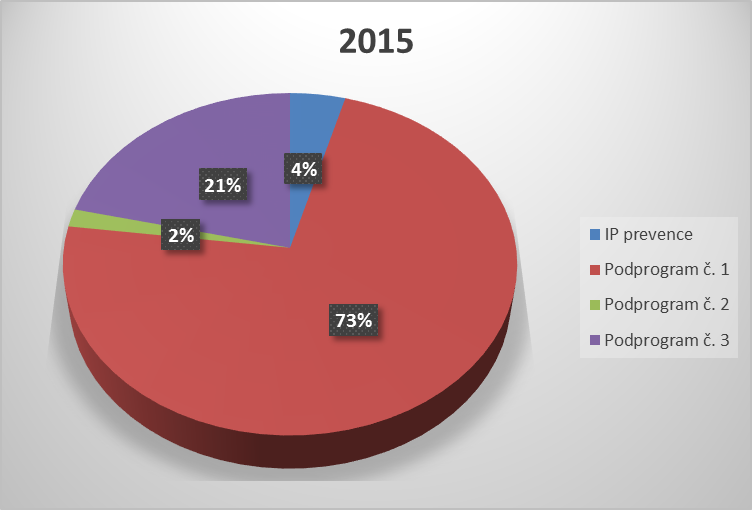 2015
4%
21%
2%
73%
IP prevence
Podprogram č. 1
Podprogram č. 2
Podprogram č. 3